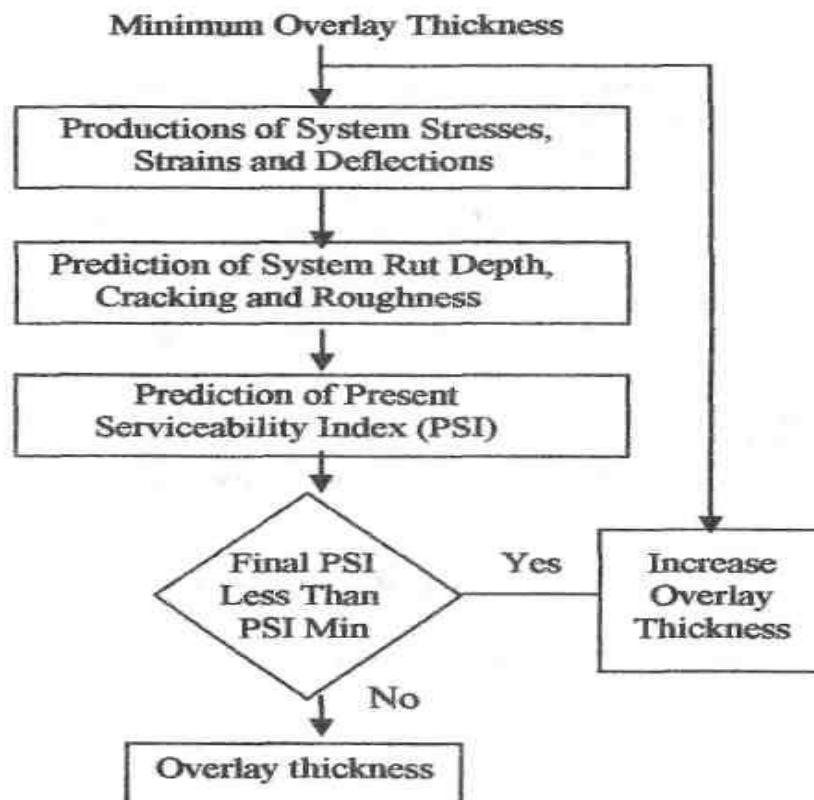 Minimum Overlay Thickness
Productions of System Stresses,
Strains and Deflections
Prediction of System Rut Depth,
Cracking and Roughness
Prediction of Present
Serviceability Index (PSI)
Final PSI
Less Than
PSI Min
Yes
Increase
Overlay
Thickness
No
Overlay thickness